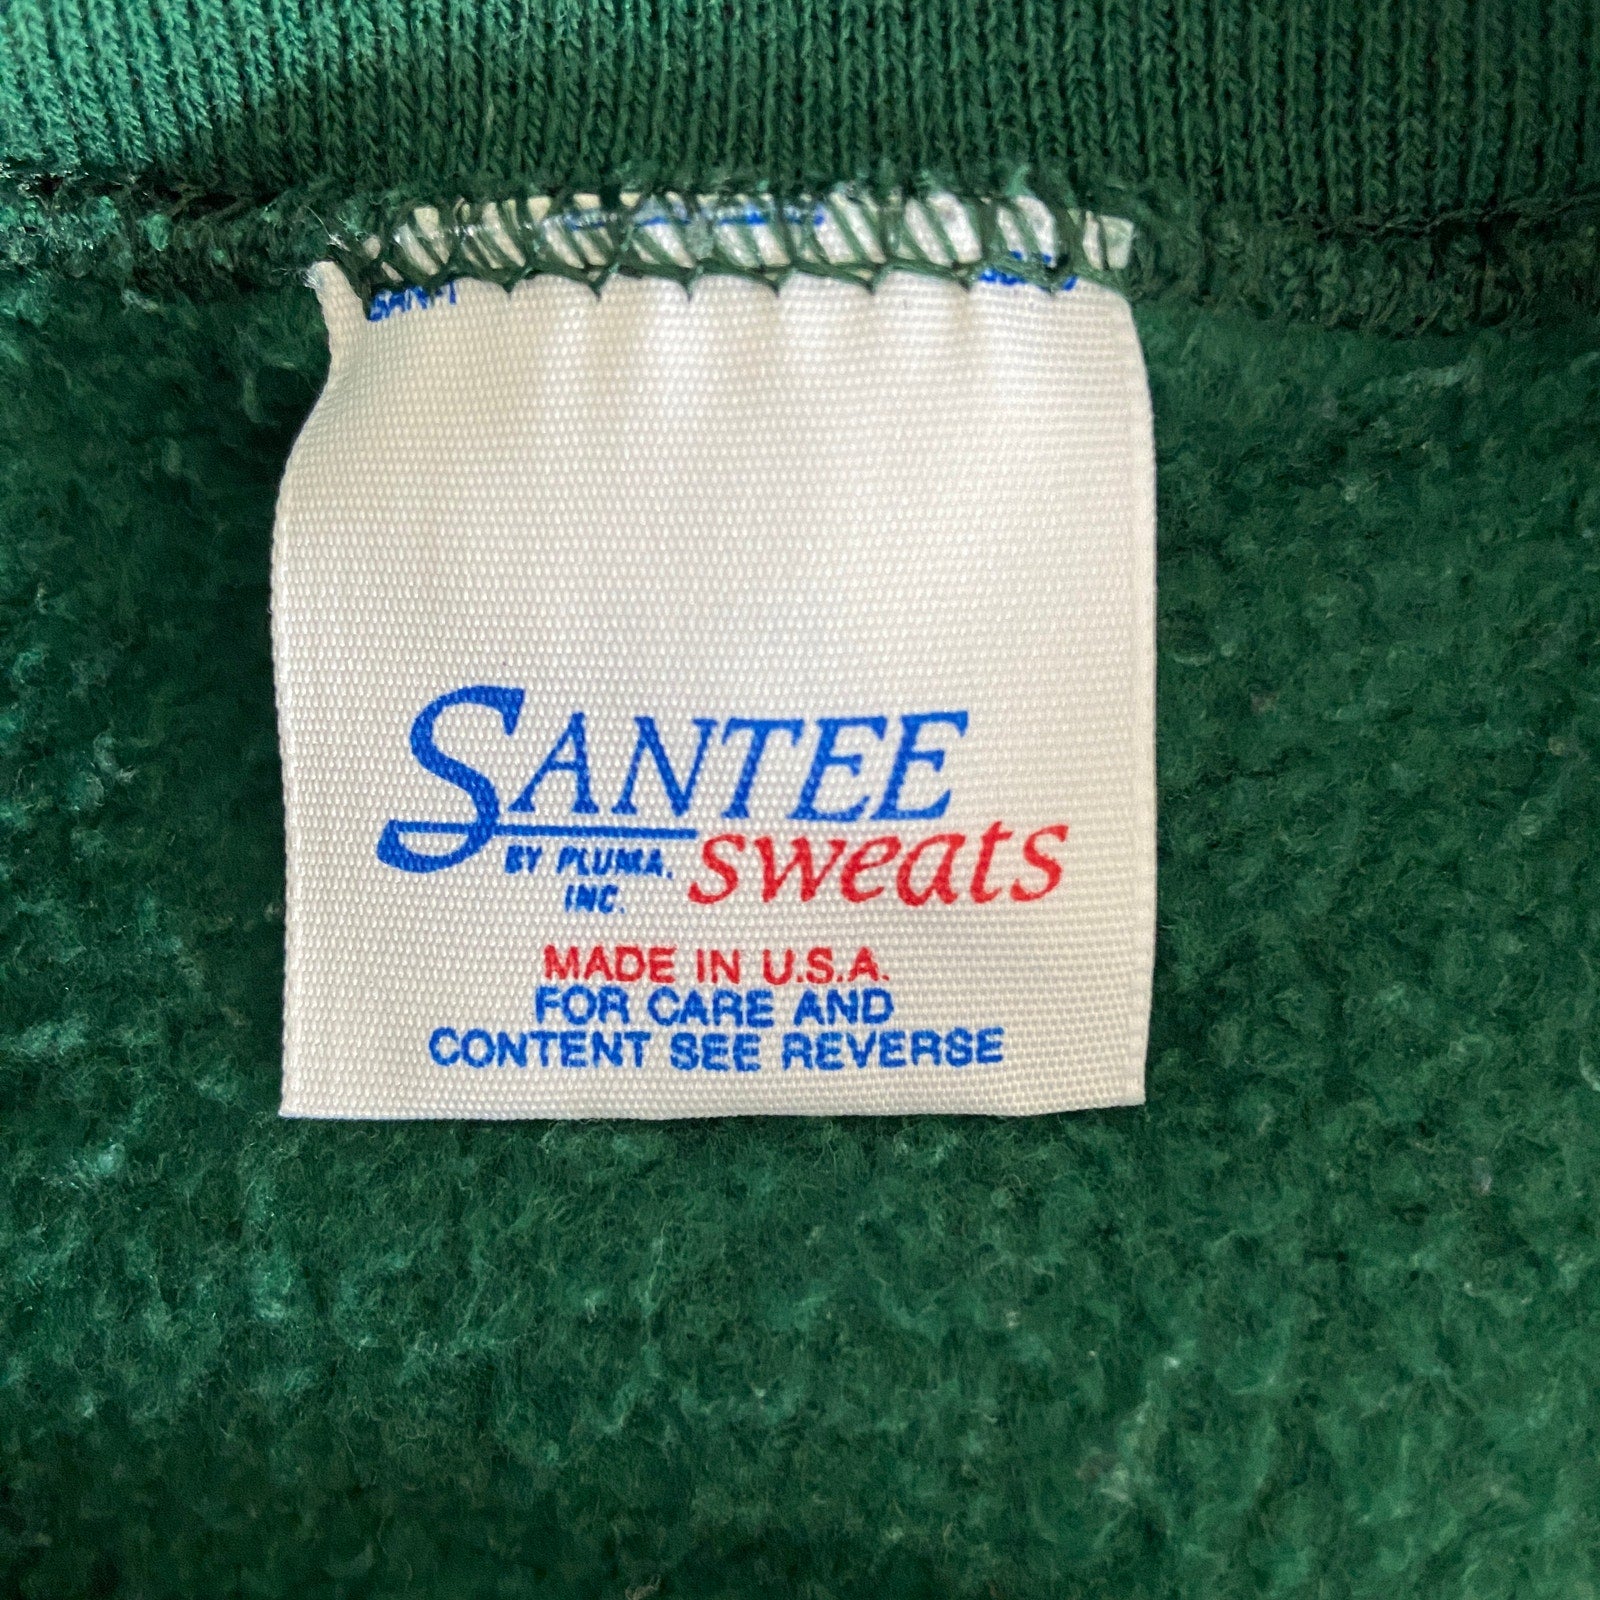 SANTEE
BY PLUMA, sweats
INC.
MADE IN U.S.A.
FOR CARE AND
CONTENT SEE REVERSE